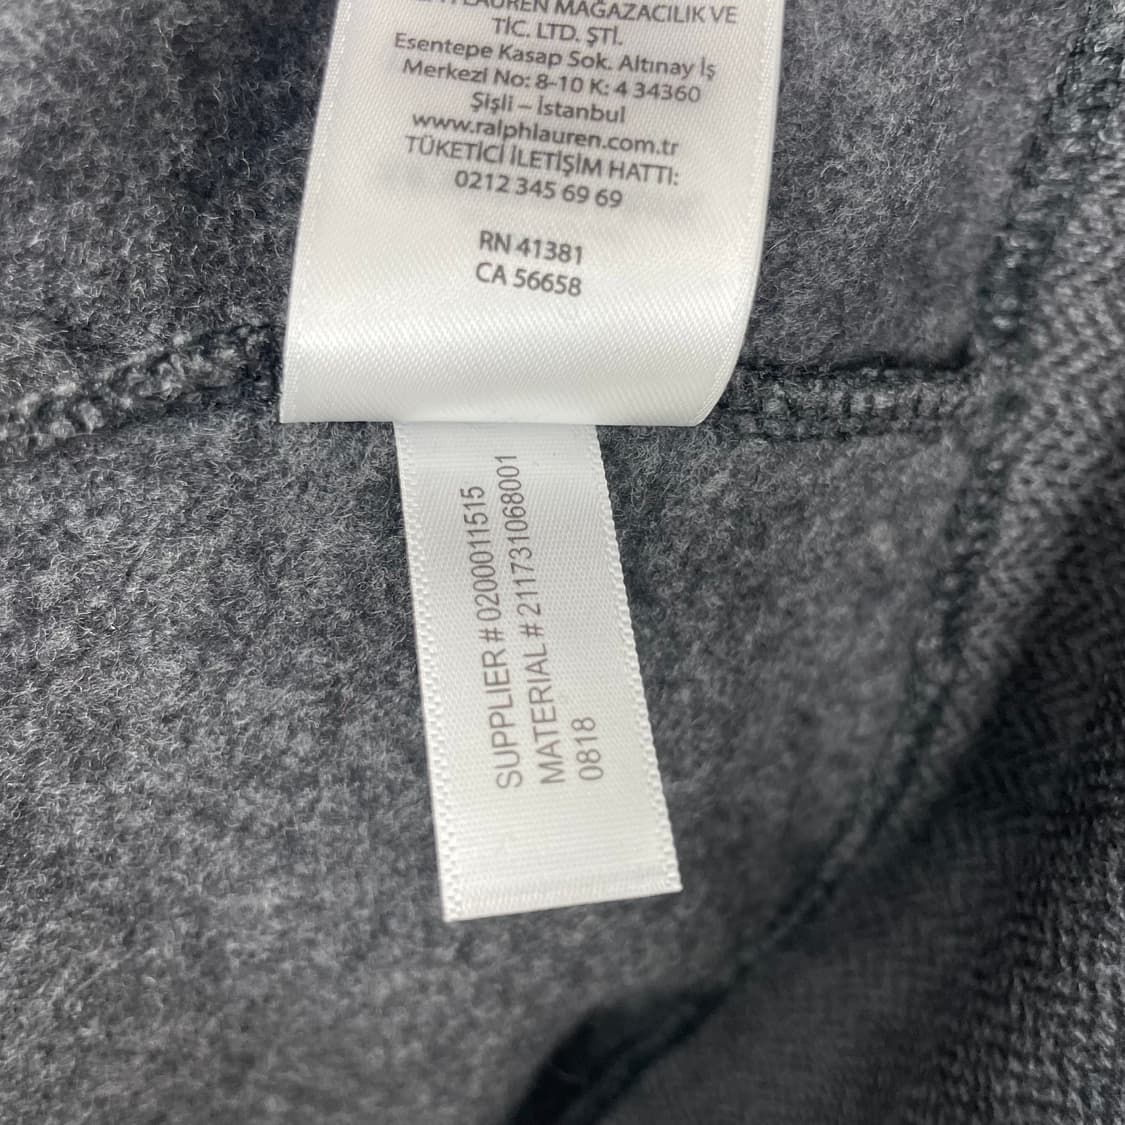 LAUREN MAĞAZACILIK VE
TİC. LTD. ŞTİ.
Esentepe Kasap Sok. Altınay İş
Merkezi No: 8-10 K: 4 34360
Şişli – İstanbul
www.ralphlauren.com.tr
TÜKETİCİ İLETİŞİM HATTI:
0212 345 69 69
RN 41381
CA 56658
SUPPLIER # 0200011515
MATERIAL # 211731068001
0818